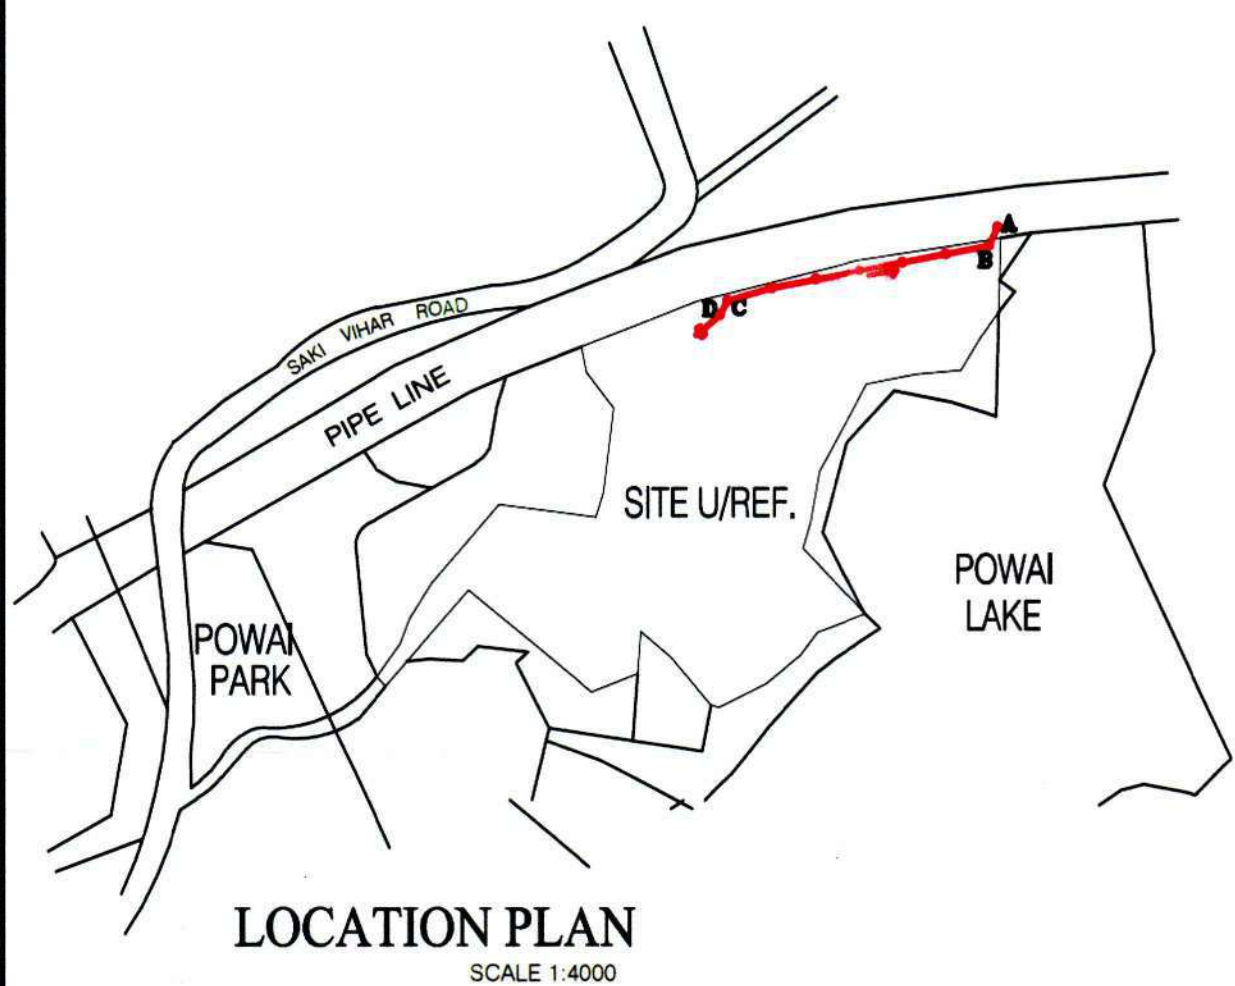 A
B
D C
SAKI VIHAR ROAD
PIPE LINE
SITE U/REF.
POWAI
LAKE
POWAI
PARK
LOCATION PLAN
SCALE 1:4000